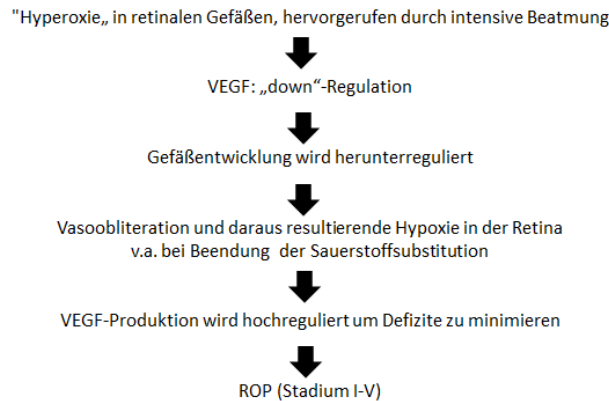 "Hyperoxie„ in retinalen Gefäßen, hervorgerufen durch intensive Beatmung
VEGF: „down“-Regulation
Gefäßentwicklung wird herunterreguliert
Vasoobliteration und daraus resultierende Hypoxie in der Retina
v.a. bei Beendung der Sauerstoffsubstitution
VEGF-Produktion wird hochreguliert um Defizite zu minimieren
ROP (Stadium I-V)